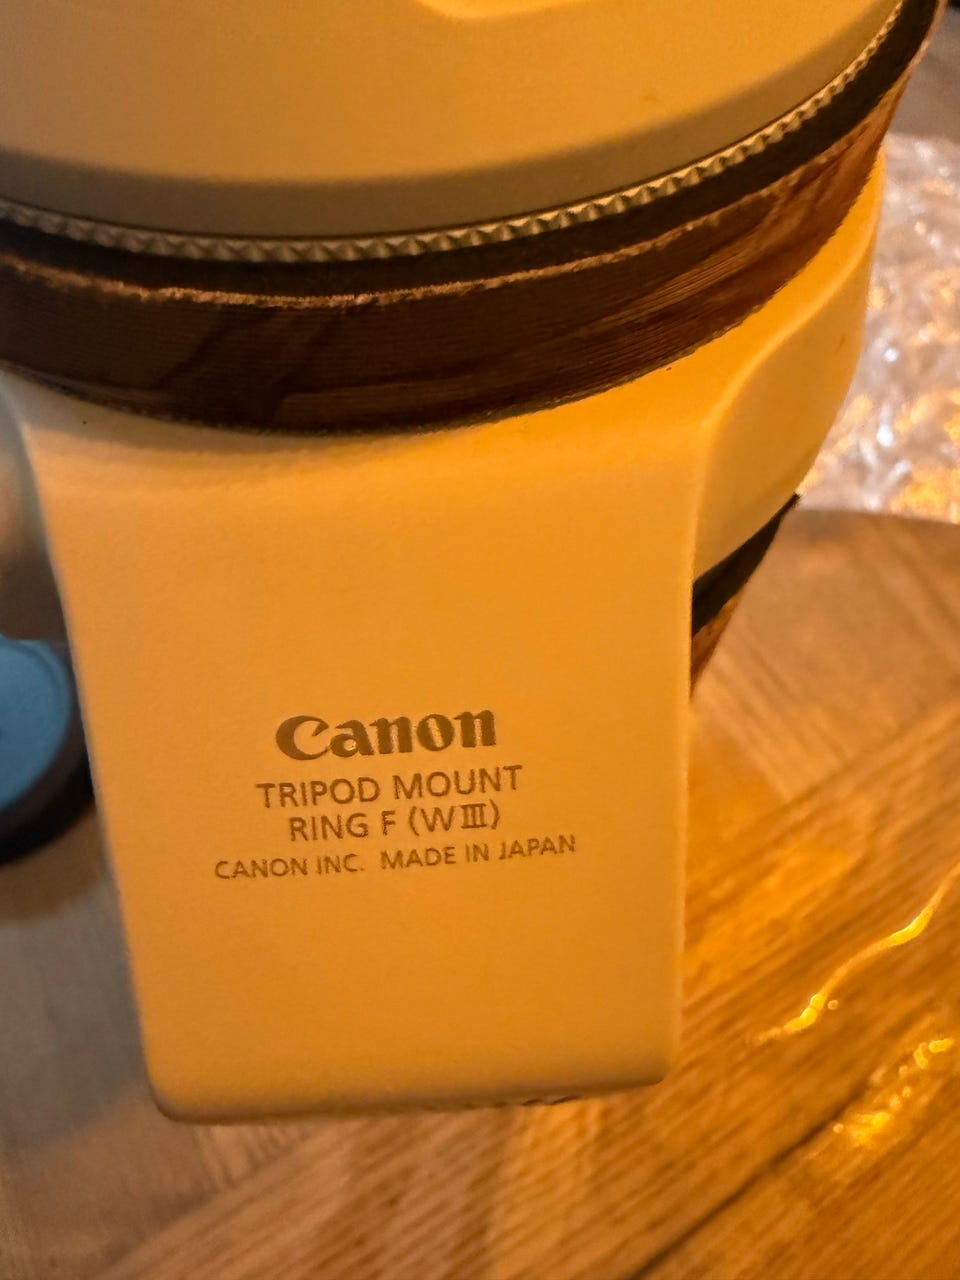 Canon
TRIPOD MOUNT
RING F (WIII)
CANON INC. MADE IN JAPAN